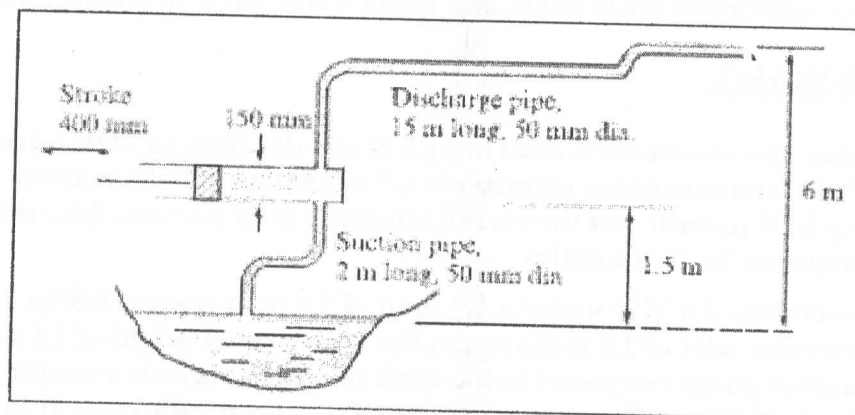 Stroke
400 mm
150 mm
Discharge pipe,
15 m long, 50 mm dia.
6 m
Suction pipe,
2 m long, 50 mm dia
1.5 m